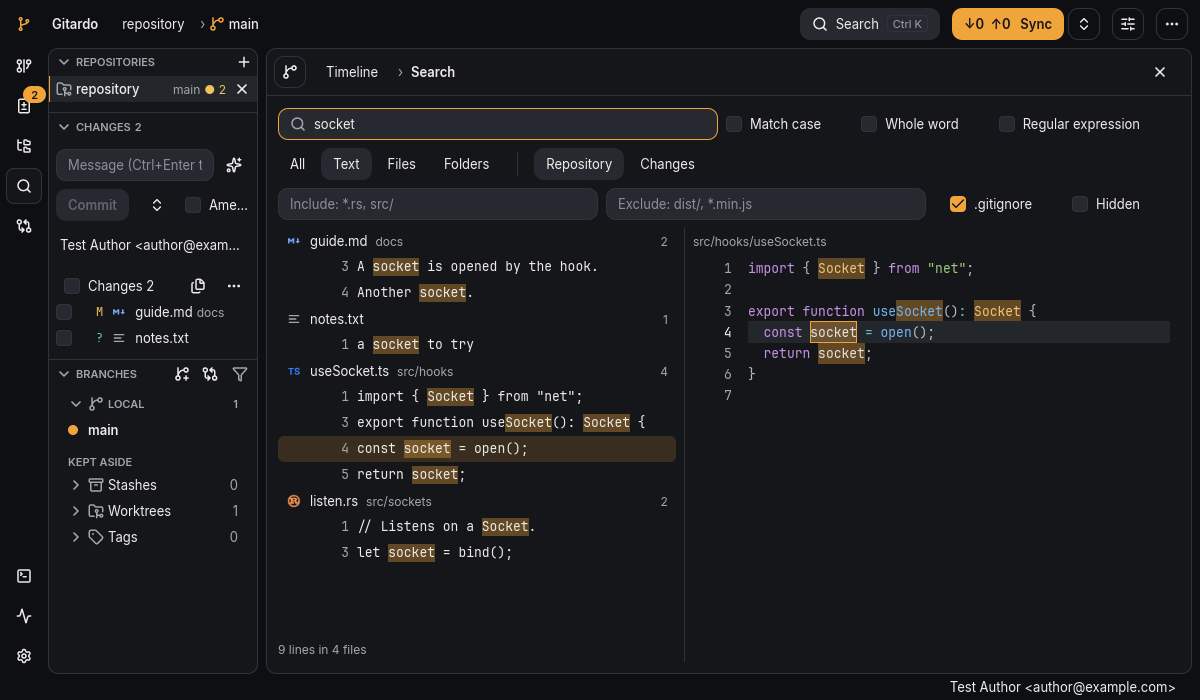 Gitardo repository › main Search Ctrl K ↓0 ↑0 Sync
REPOSITORIES
repository main 2
2
CHANGES 2
Message (Ctrl+Enter t
Commit Ame...
Test Author <author@exam...
Changes 2
M guide.md docs
? notes.txt
BRANCHES
LOCAL 1
main
KEPT ASIDE
Stashes 0
Worktrees 1
Tags 0
Timeline › Search
socket Match case Whole word Regular expression
All Text Files Folders Repository Changes
Include: *.rs, src/ Exclude: dist/, *.min.js .gitignore Hidden
M↓ guide.md docs 2
3 A socket is opened by the hook.
4 Another socket.
notes.txt 1
1 a socket to try
TS useSocket.ts src/hooks 4
1 import { Socket } from "net";
3 export function useSocket(): Socket {
4 const socket = open();
5 return socket;
listen.rs src/sockets 2
1 // Listens on a Socket.
3 let socket = bind();
9 lines in 4 files
src/hooks/useSocket.ts
1 import { Socket } from "net";
2
3 export function useSocket(): Socket {
4 const socket = open();
5 return socket;
6 }
7
Test Author <author@example.com>